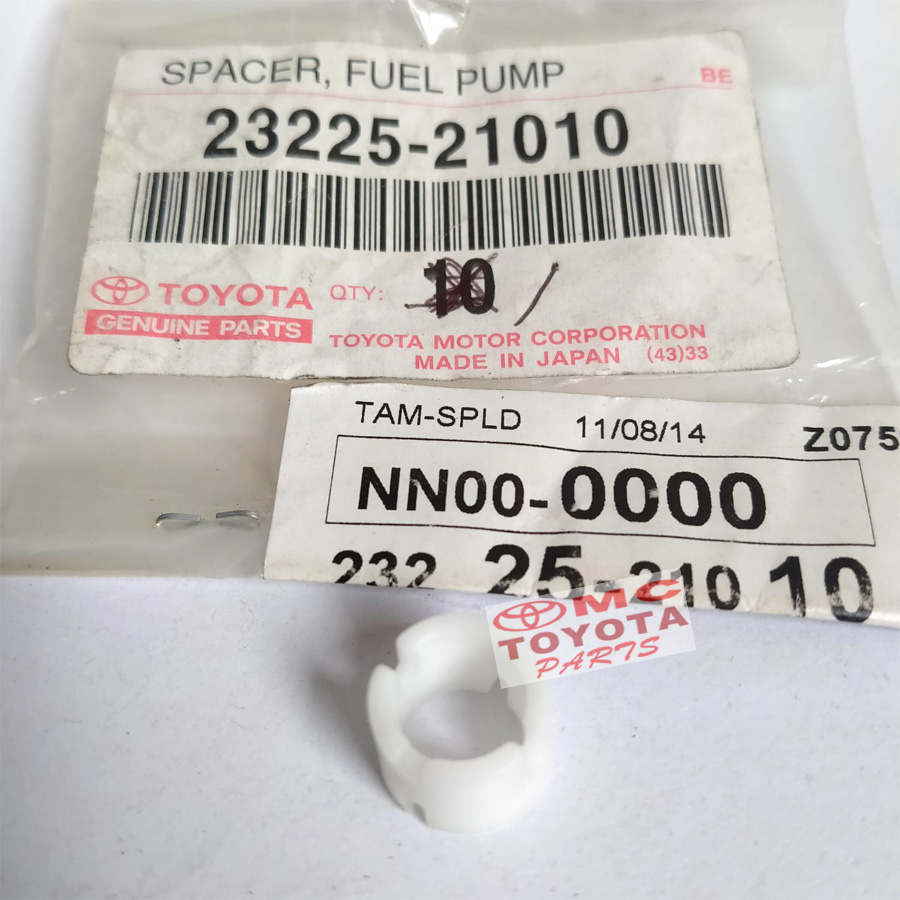 SPACER, FUEL PUMP BE
23225-21010
TOYOTA
GENUINE PARTS
QTY: 10 /
TOYOTA MOTOR CORPORATION
MADE IN JAPAN (43)33
TAM-SPLD 11/08/14
NN00-0000
232 25-210 10
MC
TOYOTA
PARTS